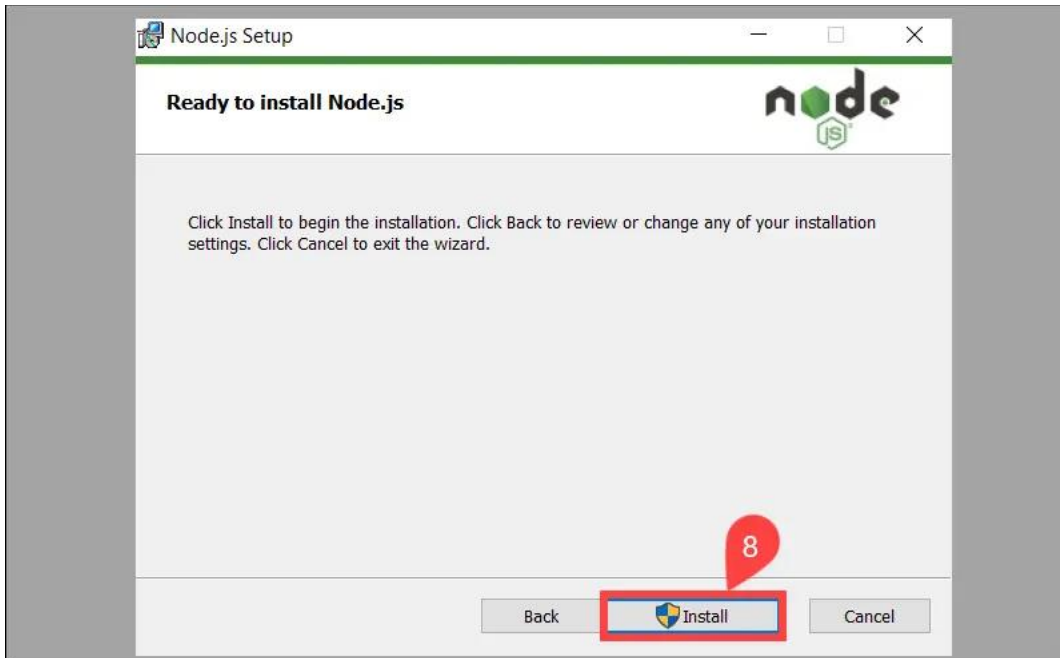 Node.js Setup
Ready to install Node.js
node
JS
Click Install to begin the installation. Click Back to review or change any of your installation
settings. Click Cancel to exit the wizard.
8
Back
Install
Cancel